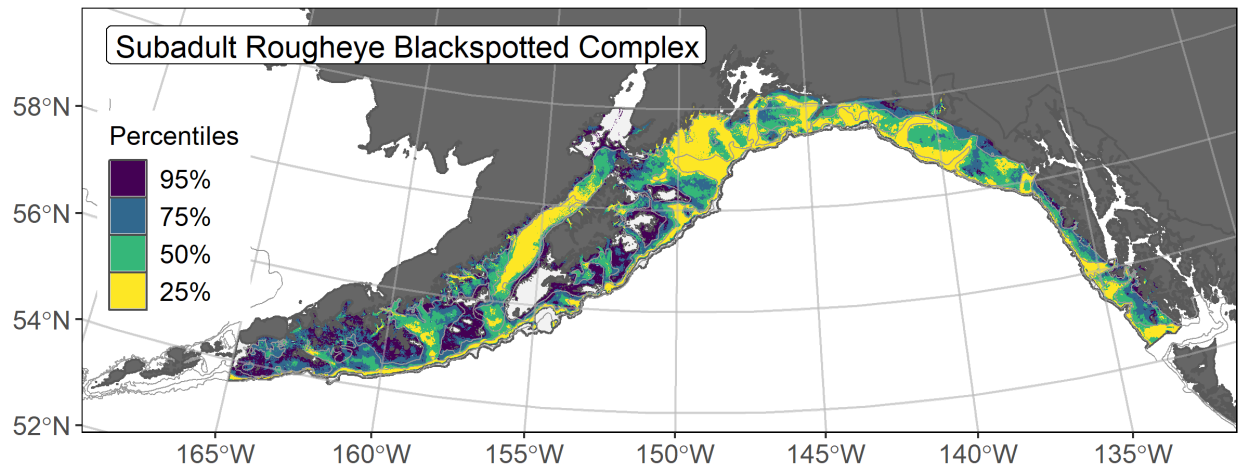 Subadult Rougheye Blackspotted Complex
58°N
56°N
54°N
52°N
Percentiles
95%
75%
50%
25%
165°W 160°W 155°W 150°W 145°W 140°W 135°W